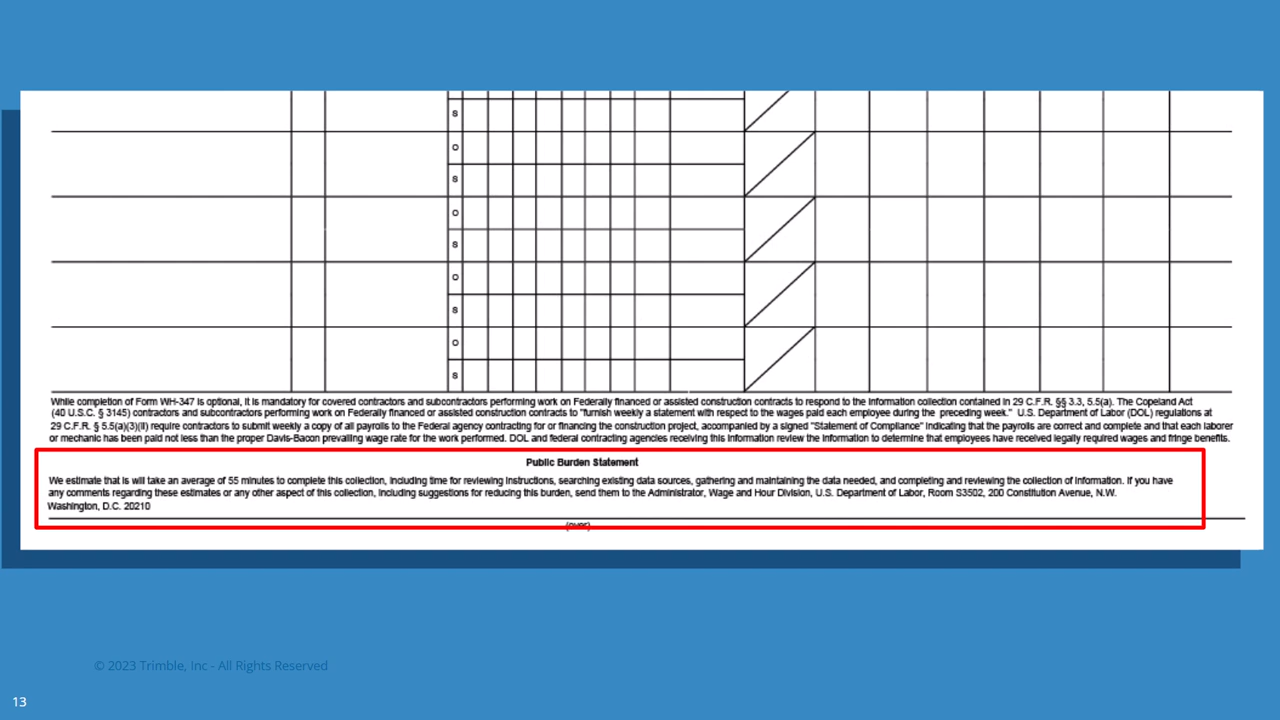 S
O
S
O
S
O
S
O
S
While completion of Form WH-347 is optional, it is mandatory for covered contractors and subcontractors performing work on Federally financed or assisted construction contracts to respond to the information collection contained in 29 C.F.R. §§ 3.3, 5.5(a). The Copeland Act
(40 U.S.C. § 3145) contractors and subcontractors performing work on Federally financed or assisted construction contracts to "furnish weekly a statement with respect to the wages paid each employee during the preceding week." U.S. Department of Labor (DOL) regulations at
29 C.F.R. § 5.5(a)(3)(ii) require contractors to submit weekly a copy of all payrolls to the Federal agency contracting for or financing the construction project, accompanied by a signed "Statement of Compliance" indicating that the payrolls are correct and complete and that each laborer
or mechanic has been paid not less than the proper Davis-Bacon prevailing wage rate for the work performed. DOL and federal contracting agencies receiving this information review the information to determine that employees have received legally required wages and fringe benefits.
Public Burden Statement
We estimate that is will take an average of 55 minutes to complete this collection, including time for reviewing instructions, searching existing data sources, gathering and maintaining the data needed, and completing and reviewing the collection of information. If you have
any comments regarding these estimates or any other aspect of this collection, including suggestions for reducing this burden, send them to the Administrator, Wage and Hour Division, U.S. Department of Labor, Room S3502, 200 Constitution Avenue, N.W.
Washington, D.C. 20210
(over)
© 2023 Trimble, Inc - All Rights Reserved
13